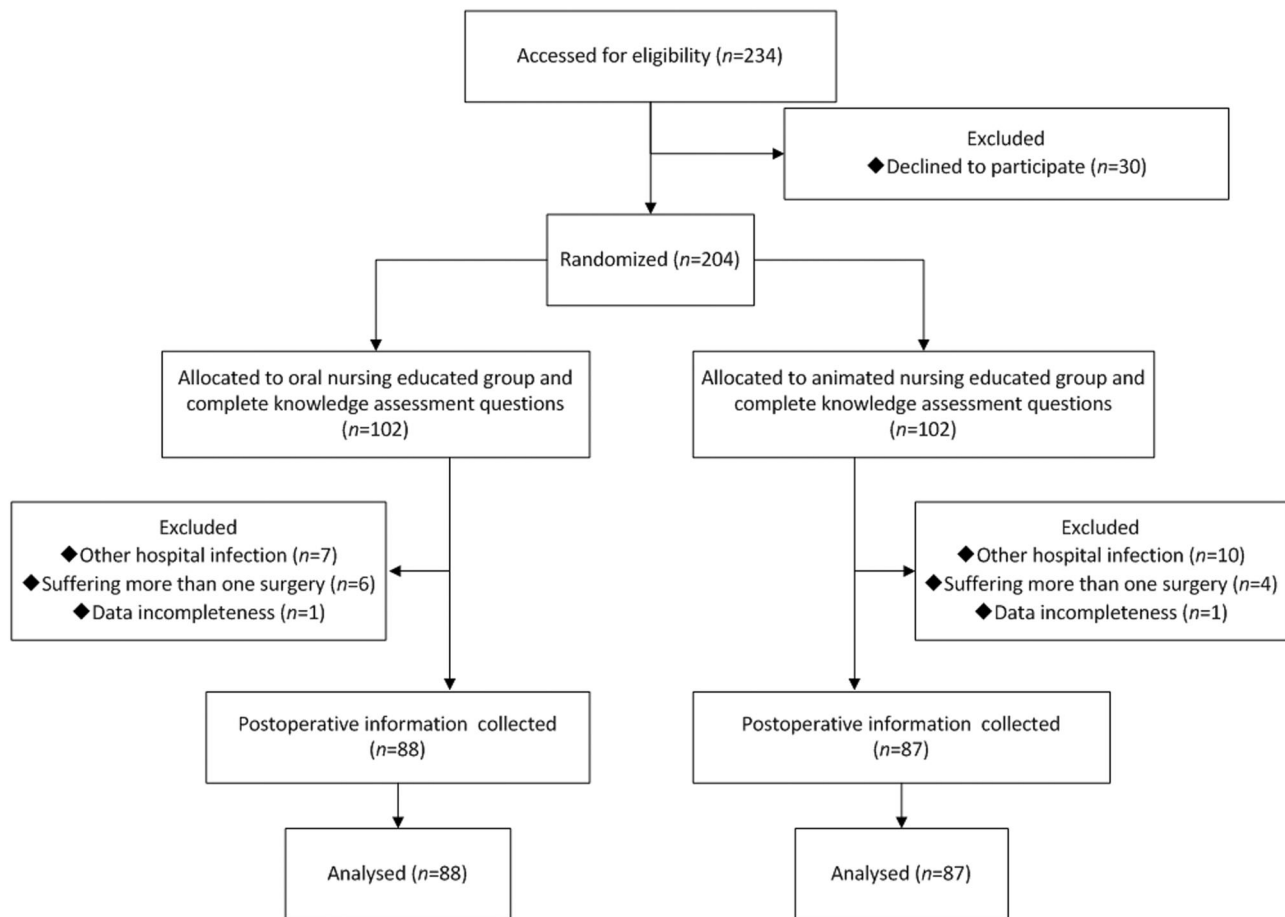 Accessed for eligibility (n=234)
Excluded
◆Declined to participate (n=30)
Randomized (n=204)
Allocated to oral nursing educated group and
complete knowledge assessment questions
(n=102)
Allocated to animated nursing educated group and
complete knowledge assessment questions
(n=102)
Excluded
◆Other hospital infection (n=7)
◆Suffering more than one surgery (n=6)
◆Data incompleteness (n=1)
Excluded
◆Other hospital infection (n=10)
◆Suffering more than one surgery (n=4)
◆Data incompleteness (n=1)
Postoperative information collected
(n=88)
Postoperative information collected
(n=87)
Analysed (n=88)
Analysed (n=87)